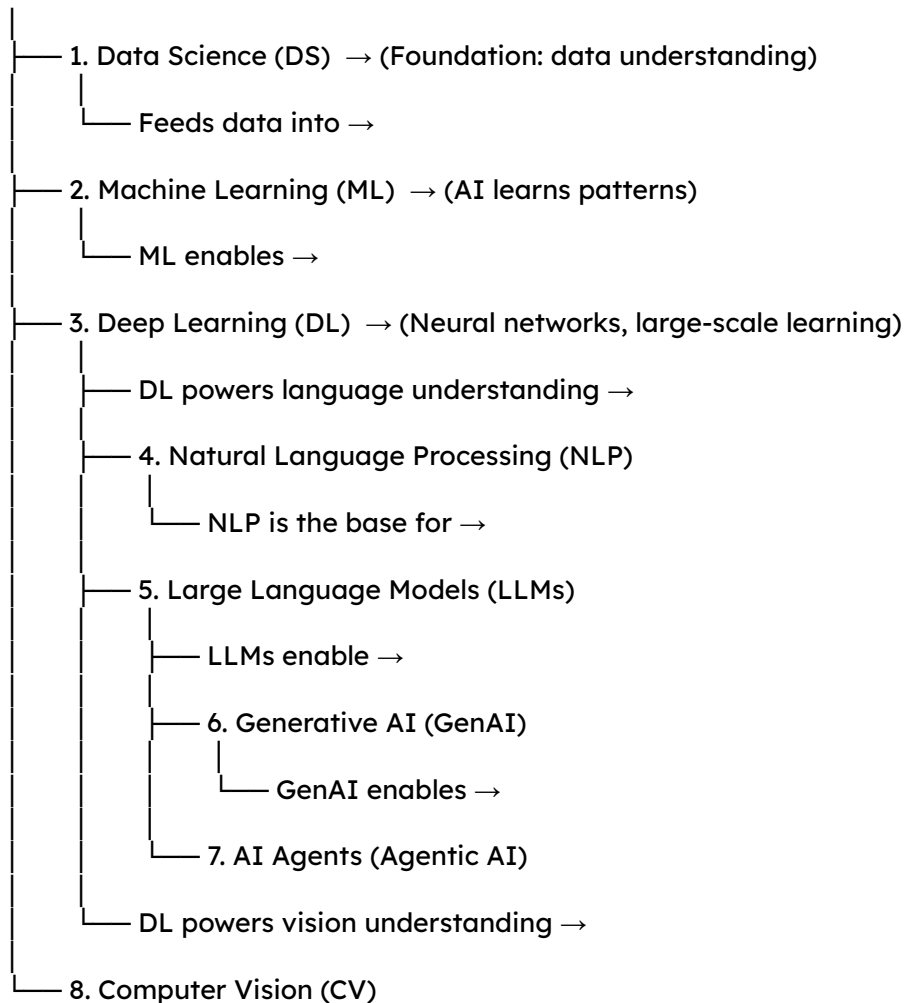 1. Data Science (DS) → (Foundation: data understanding)
Feeds data into →
2. Machine Learning (ML) → (AI learns patterns)
ML enables →
3. Deep Learning (DL) → (Neural networks, large-scale learning)
DL powers language understanding →
4. Natural Language Processing (NLP)
NLP is the base for →
5. Large Language Models (LLMs)
LLMs enable →
6. Generative AI (GenAI)
GenAI enables →
7. AI Agents (Agentic AI)
DL powers vision understanding →
8. Computer Vision (CV)